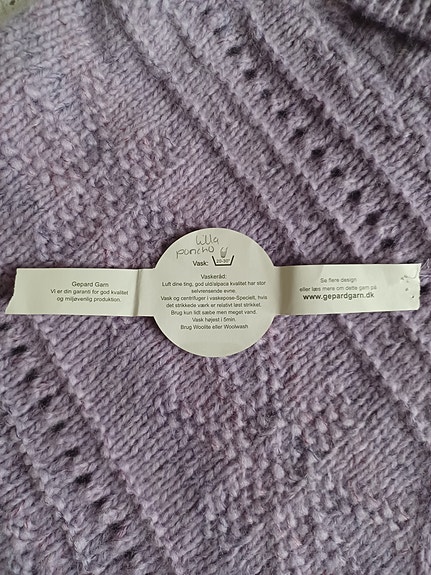 Gepard Garn
Vi er din garanti for god kvalitet
og miljøvenlig produktion.
Lilla
poncho
Vask: 20-30°
Vaskeråd:
Luft dine ting, god uld/alpaca kvalitet har stor
selvrensende evne.
Vask og centrifuger i vaskepose-Specielt, hvis
det strikkede værk er relativt løst strikket.
Brug kun lidt sæbe men meget vand.
Vask højest i 5min.
Brug Woolite eller Woolwash
Se flere design
eller læs mere om dette garn på
www.gepardgarn.dk